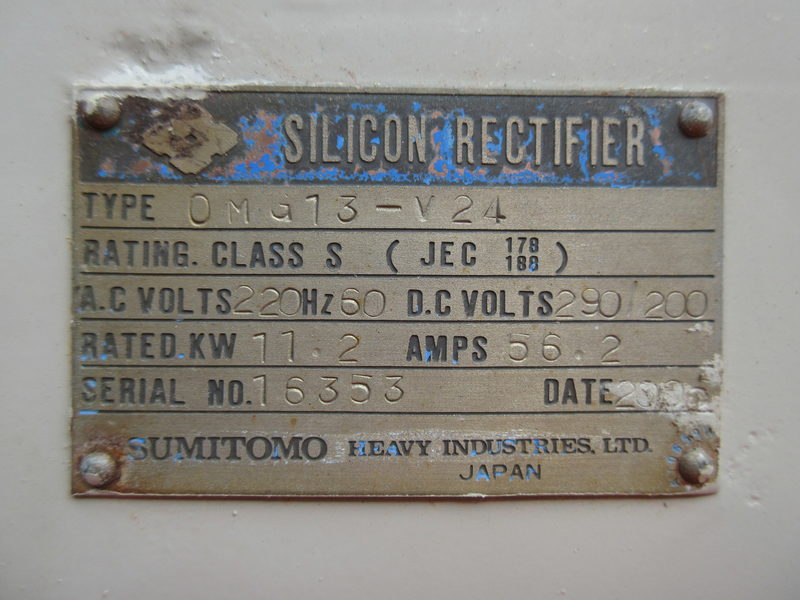 SILICON RECTIFIER
TYPE OMG13-V24
RATING. CLASS S ( JEC 178 188 )
A.C VOLTS 220 Hz 60 D.C VOLTS 290/200
RATED.KW 11.2 AMPS 56.2
SERIAL NO. 16353 DATE
SUMITOMO HEAVY INDUSTRIES, LTD.
JAPAN